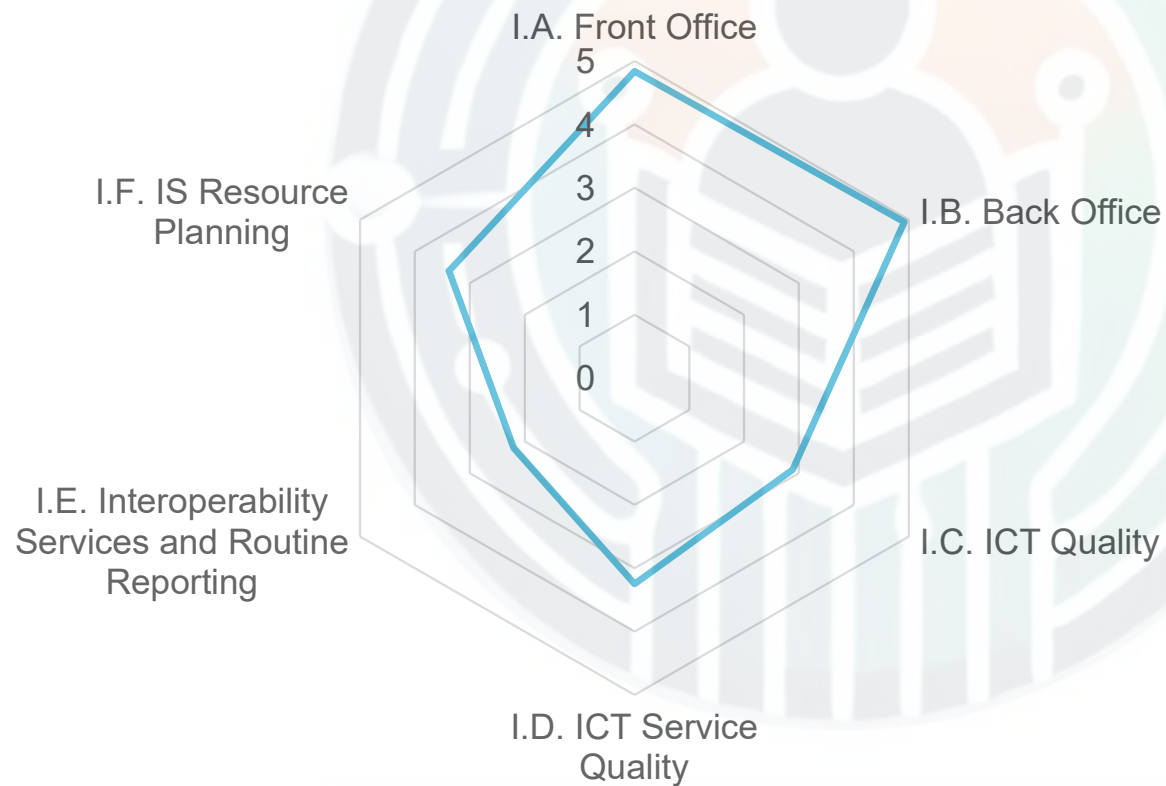 I.A. Front Office
5
4
3
2
1
0
I.B. Back Office
I.C. ICT Quality
I.D. ICT Service
Quality
I.E. Interoperability
Services and Routine
Reporting
I.F. IS Resource
Planning